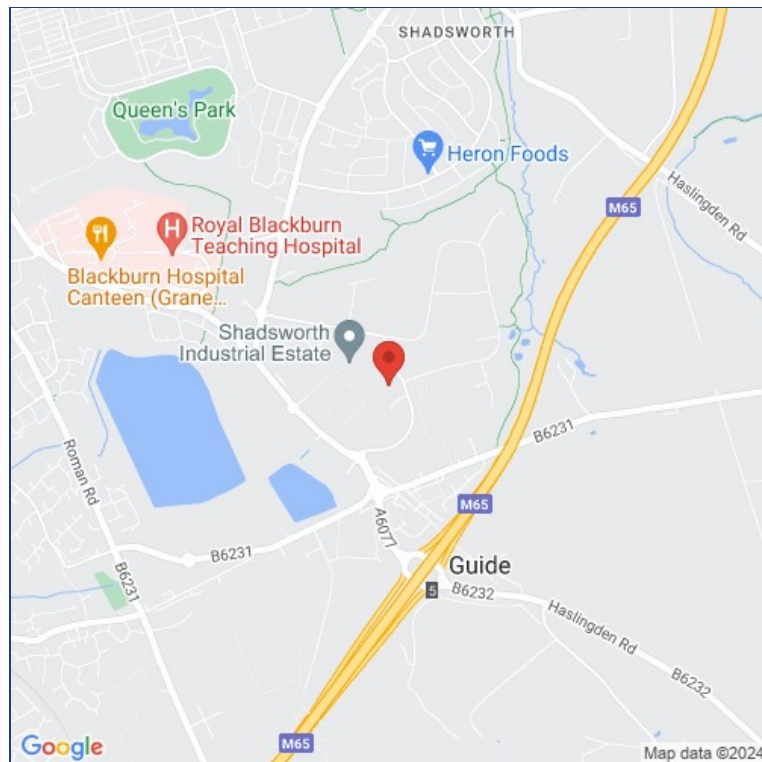 SHADSWORTH
Queen's Park
Heron Foods
Haslingden Rd
M65
Royal Blackburn
Teaching Hospital
Blackburn Hospital
Canteen (Grane...
Shadsworth
Industrial Estate
B6231
Roman Rd
M65
A6077
B6231
Guide
5
B6232
B6231
Haslingden Rd
B6232
M65
Google
Map data ©2024
H